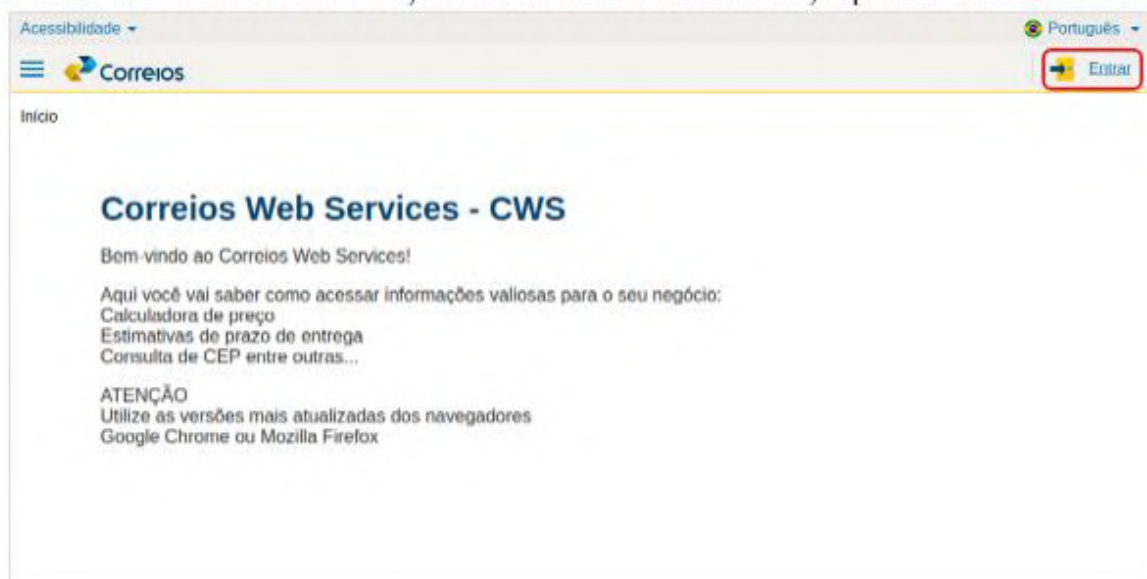 Acessibilidade
Português
Correios
Entrar
Início
Correios Web Services - CWS
Bem-vindo ao Correios Web Services!
Aqui você vai saber como acessar informações valiosas para o seu negócio:
Calculadora de preço
Estimativas de prazo de entrega
Consulta de CEP entre outras...
ATENÇÃO
Utilize as versões mais atualizadas dos navegadores
Google Chrome ou Mozilla Firefox